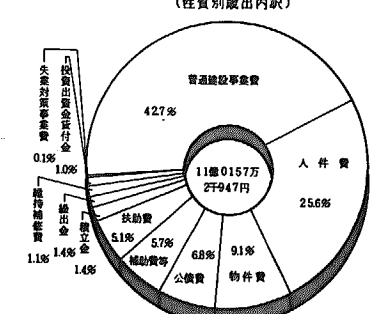 (性質別歳出内訳)
普通建設事業費
42.7%
人件費
25.6%
11億0157万
2千947円
物件費
9.1%
公債費
6.8%
補助費等
5.7%
扶助費
5.1%
積立金
1.4%
繰出金
1.4%
維持補修費
1.1%
失業対策事業費
0.1%
投資出資金貸付金
1.0%